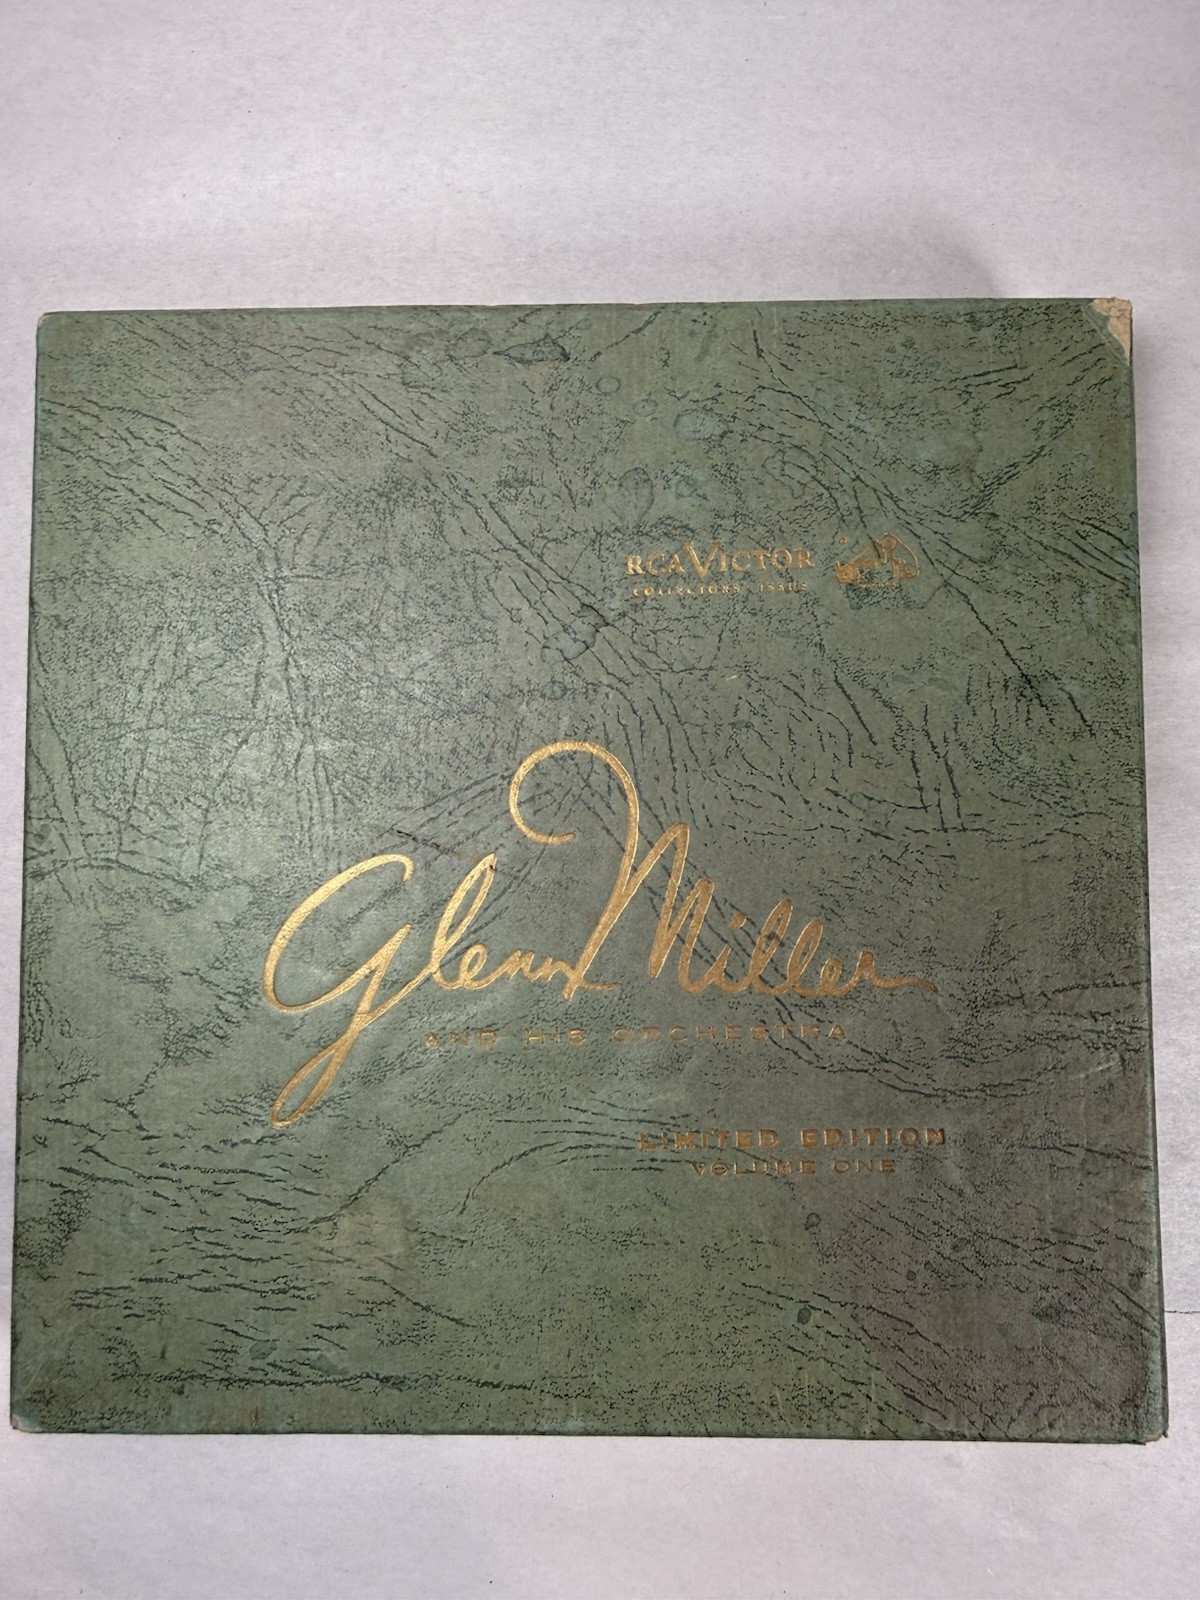 RCA VICTOR
COLLECTORS ISSUE
Glenn Miller
AND HIS ORCHESTRA
LIMITED EDITION
VOLUME ONE